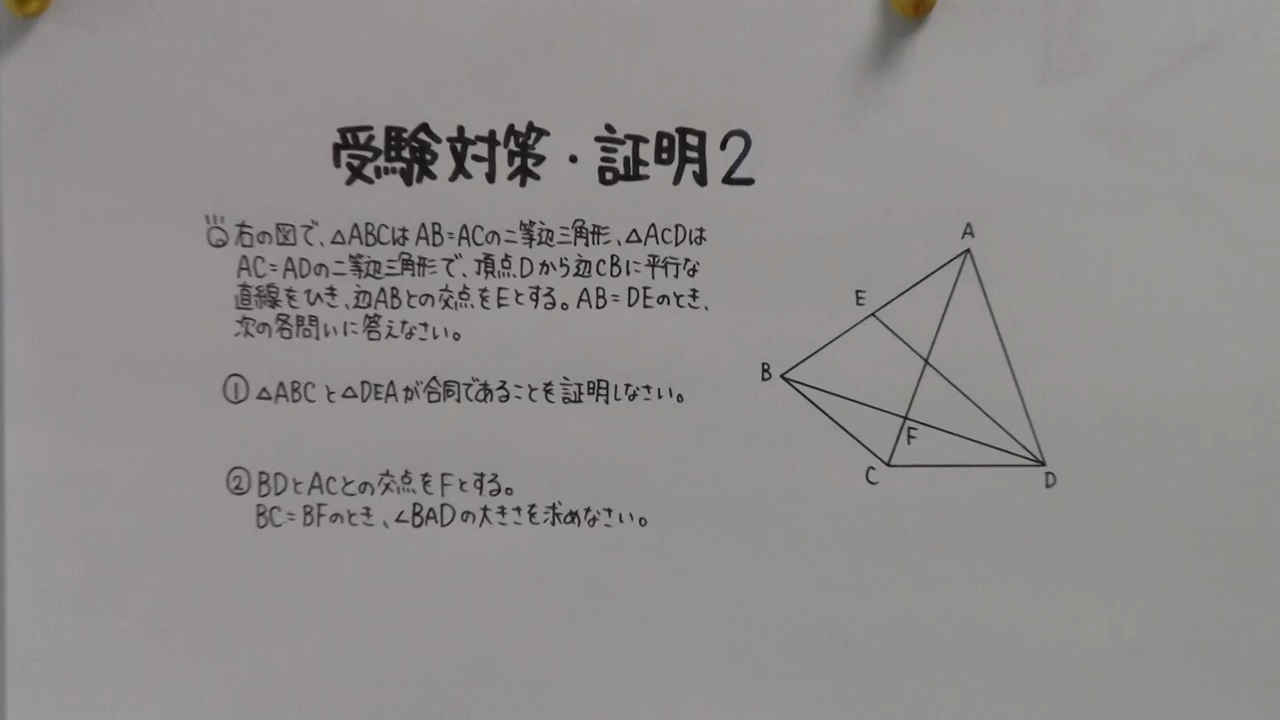 受験対策・証明2
右の図で、△ABCはAB=ACの二等辺三角形、△ACDは
AC=ADの二等辺三角形で、頂点Dから辺CBに平行な
直線をひき、辺ABとの交点をEとする。AB=DEのとき、
次の各問いに答えなさい。
① △ABCと△DEAが合同であることを証明しなさい。
② BDとACとの交点をFとする。
BC=BFのとき、∠BADの大きさを求めなさい。
A
E
B
F
C
D